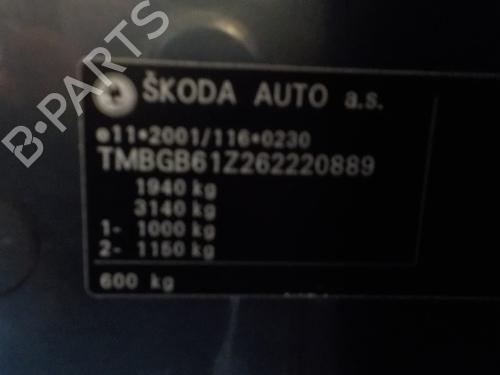 B-PARTS
ŠKODA AUTO a.s.
e11*2001/116*0230
TMBGB61Z262220889
1940 kg
3140 kg
1- 1000 kg
2- 1150 kg
600 kg